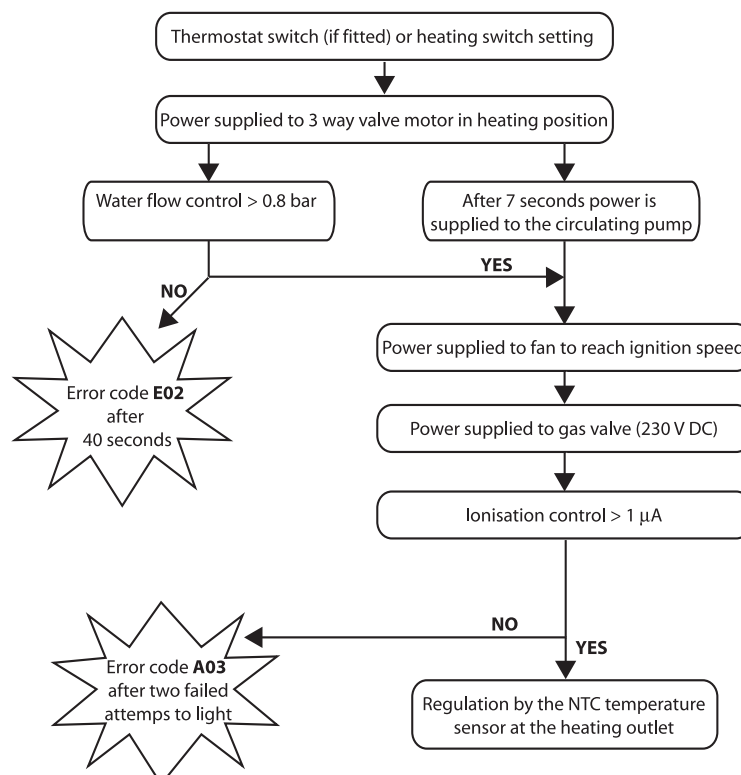 Thermostat switch (if fitted) or heating switch setting
Power supplied to 3 way valve motor in heating position
Water flow control > 0.8 bar
After 7 seconds power is
supplied to the circulating pump
YES
NO
Power supplied to fan to reach ignition speed
Error code E02
after
40 seconds
Power supplied to gas valve (230 V DC)
Ionisation control > 1 µA
NO
YES
Error code A03
after two failed
attemps to light
Regulation by the NTC temperature
sensor at the heating outlet